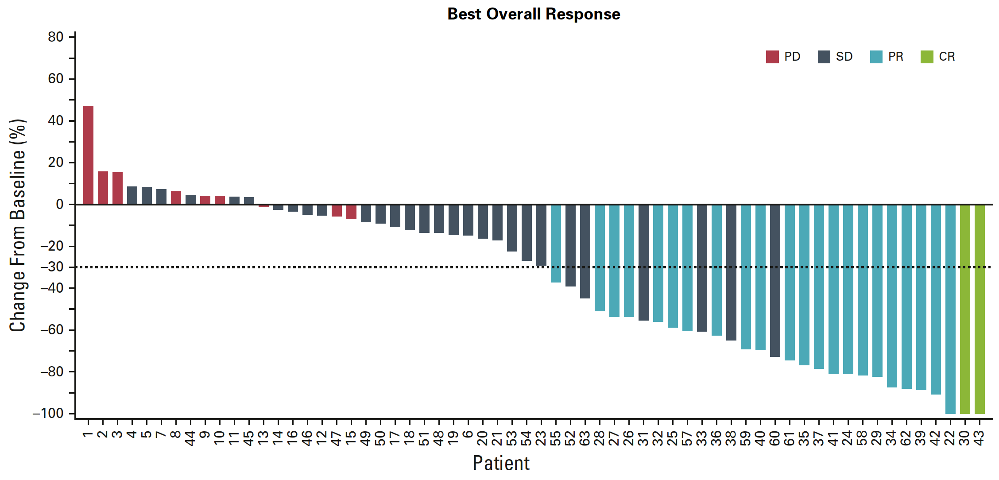 Best Overall Response
PD SD PR CR
Change From Baseline (%)
80
60
40
20
0
–20
–30
–40
–60
–80
–100
1 2 3 4 5 7 8 44 9 10 11 45 13 14 16 46 12 47 15 49 50 17 18 51 48 19 6 20 21 53 54 23 55 52 63 28 27 26 31 32 25 57 33 36 38 59 40 60 61 35 37 41 24 58 29 34 62 39 42 22 30 43
Patient